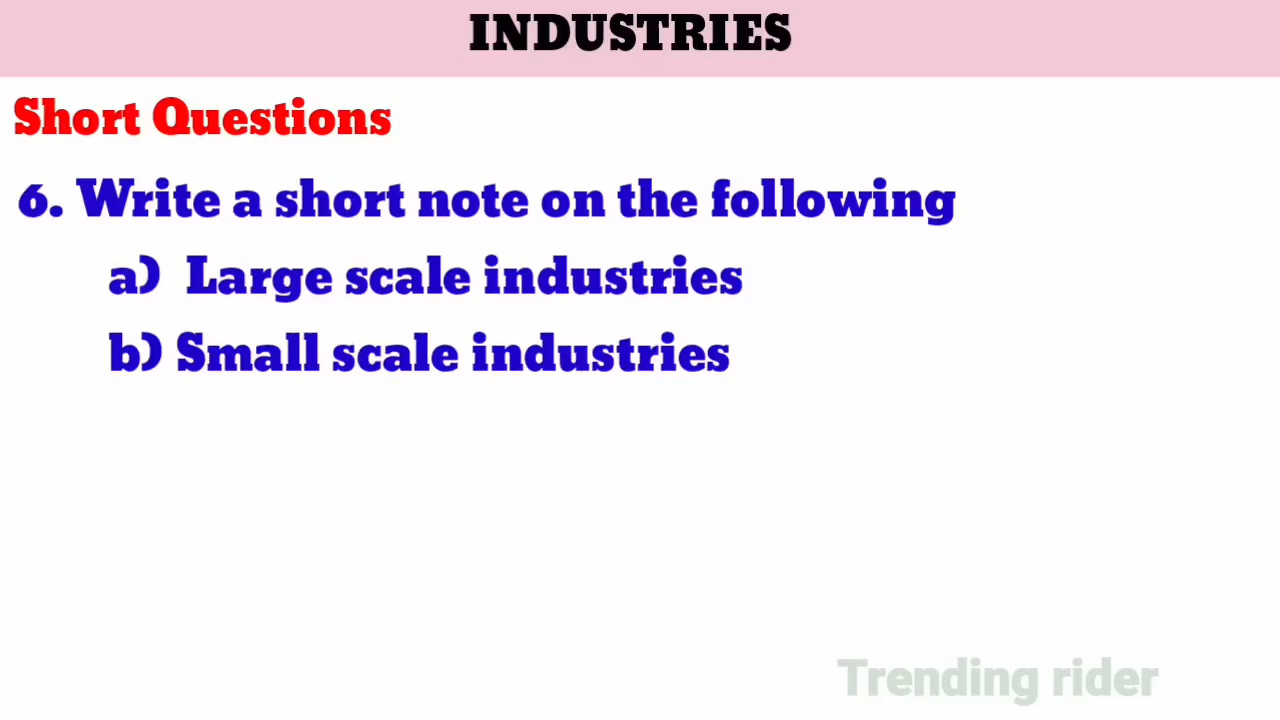 INDUSTRIES
Short Questions
6. Write a short note on the following
a) Large scale industries
b) Small scale industries
Trending rider